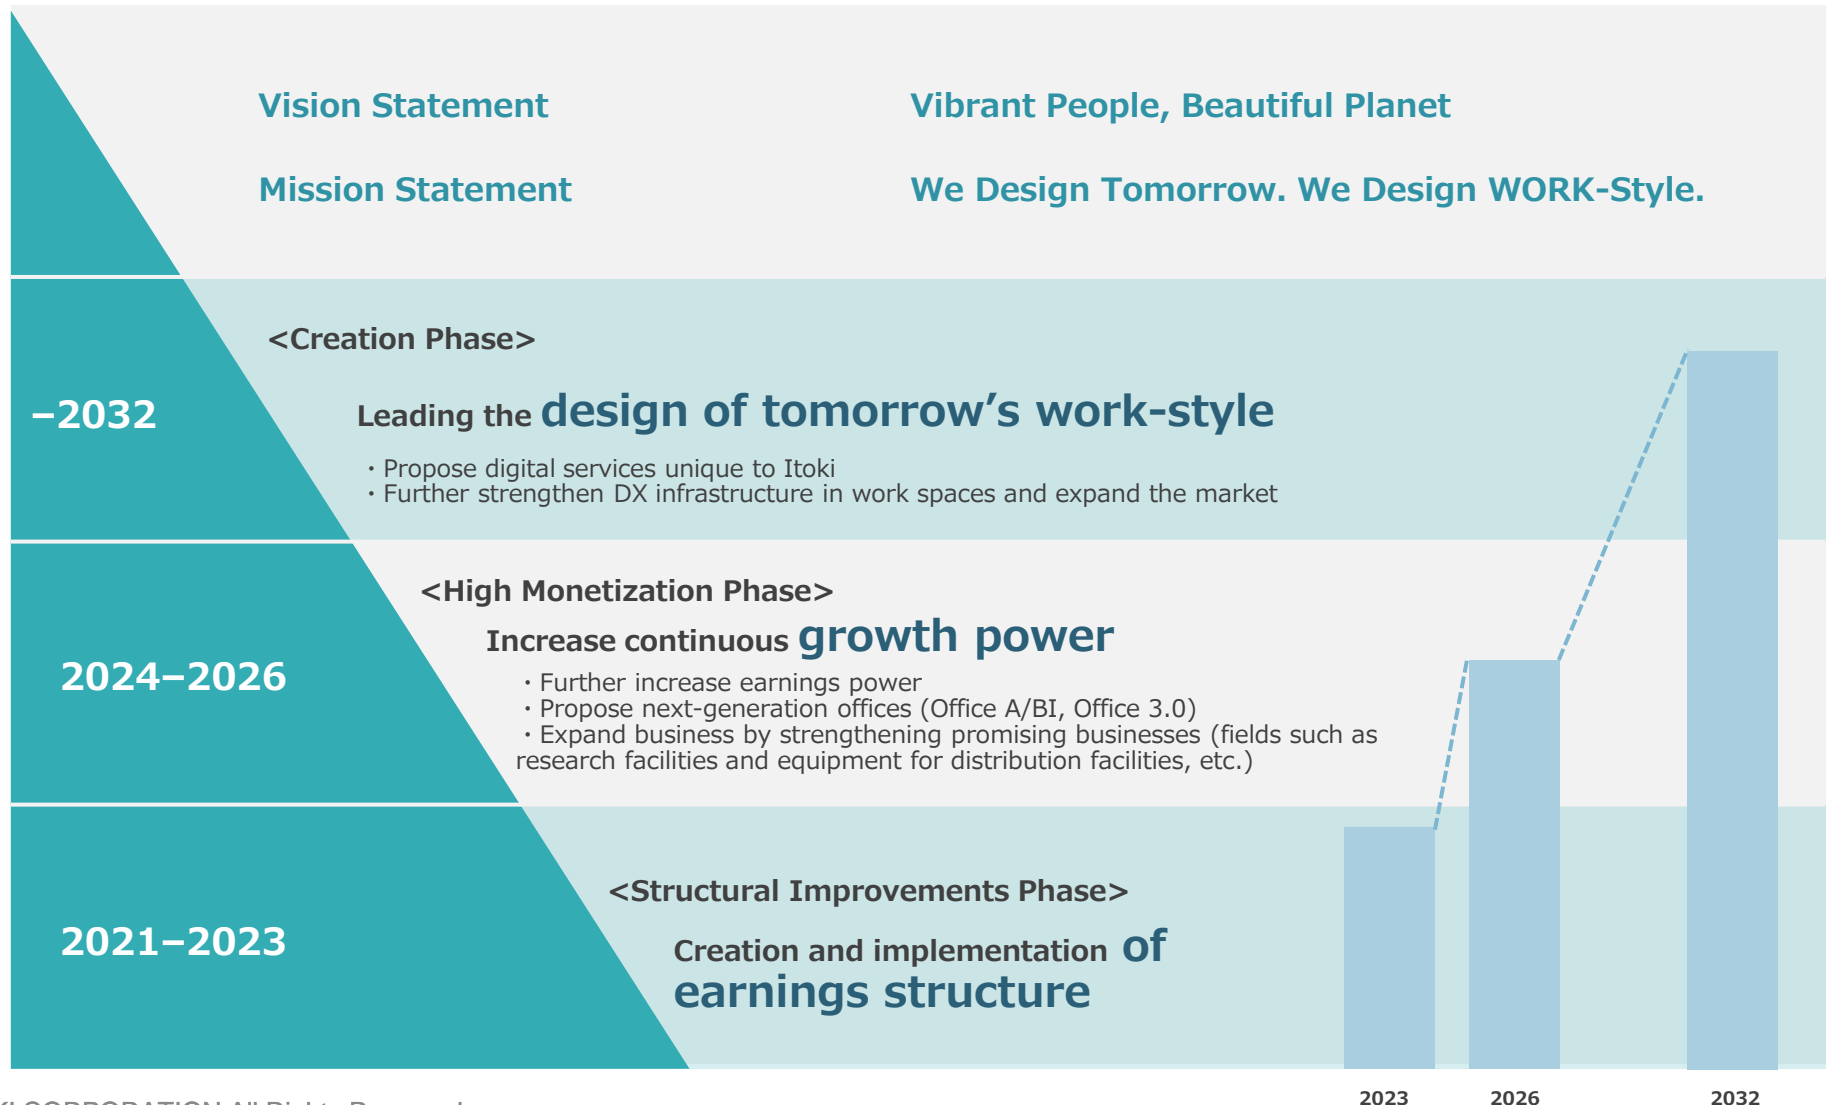 Vision Statement
Vibrant People, Beautiful Planet
Mission Statement
We Design Tomorrow. We Design WORK-Style.
<Creation Phase>
–2032
Leading the design of tomorrow’s work-style
・Propose digital services unique to Itoki
・Further strengthen DX infrastructure in work spaces and expand the market
<High Monetization Phase>
Increase continuous growth power
2024–2026
・Further increase earnings power
・Propose next-generation offices (Office A/BI, Office 3.0)
・Expand business by strengthening promising businesses (fields such as
research facilities and equipment for distribution facilities, etc.)
<Structural Improvements Phase>
2021–2023
Creation and implementation of
earnings structure
2023
2026
2032
CORPORATION All Rights Reserved